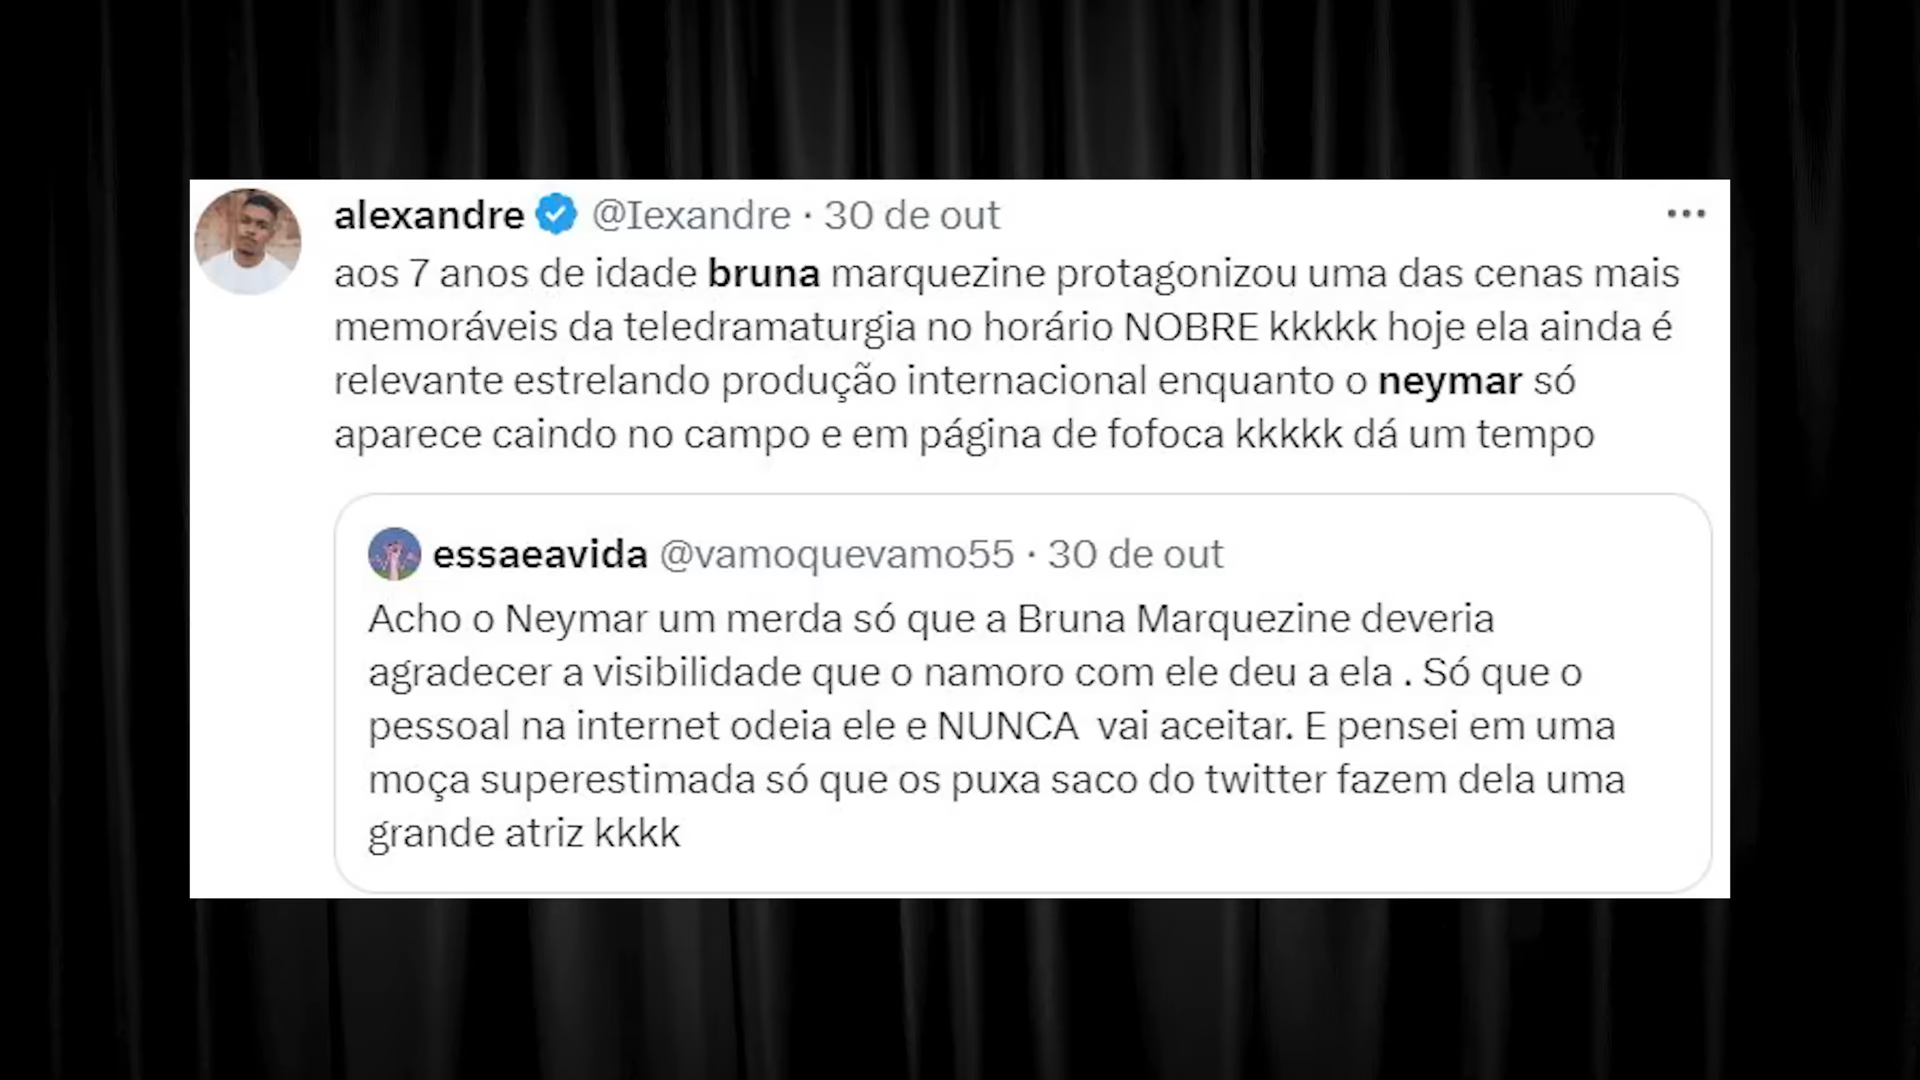 alexandre @Iexandre · 30 de out
aos 7 anos de idade bruna marquezine protagonizou uma das cenas mais
memoráveis da teledramaturgia no horário NOBRE kkkkk hoje ela ainda é
relevante estrelando produção internacional enquanto o neymar só
aparece caindo no campo e em página de fofoca kkkkk dá um tempo
essaeavida @vamoquevamo55 · 30 de out
Acho o Neymar um merda só que a Bruna Marquezine deveria
agradecer a visibilidade que o namoro com ele deu a ela . Só que o
pessoal na internet odeia ele e NUNCA  vai aceitar. E pensei em uma
moça superestimada só que os puxa saco do twitter fazem dela uma
grande atriz kkkk